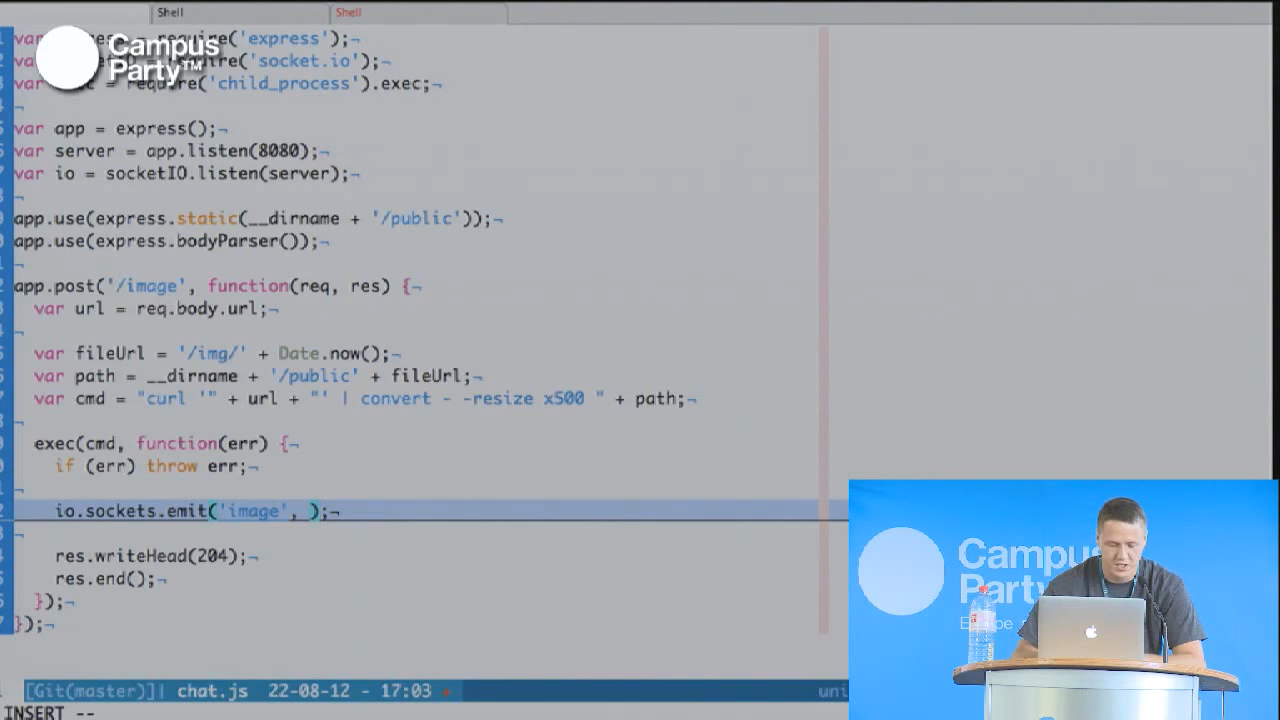 Shell
Shell
Campus
Party™
var require('express');¬
require('socket.io');¬
= require('child_process').exec;¬
¬
var app = express();¬
var server = app.listen(8080);¬
var io = socketIO.listen(server);¬
¬
app.use(express.static(__dirname + '/public'));¬
app.use(express.bodyParser());¬
¬
app.post('/image', function(req, res) {¬
var url = req.body.url;¬
¬
var fileUrl = '/img/' + Date.now();¬
var path = __dirname + '/public' + fileUrl;¬
var cmd = "curl '" + url + "' | convert - -resize x500 " + path;¬
¬
exec(cmd, function(err) {¬
if (err) throw err;¬
¬
io.sockets.emit('image', );¬
¬
res.writeHead(204);¬
res.end();¬
});¬
});¬
Campus
Party
[Git(master)]| chat.js 22-08-12 - 17:03
INSERT --